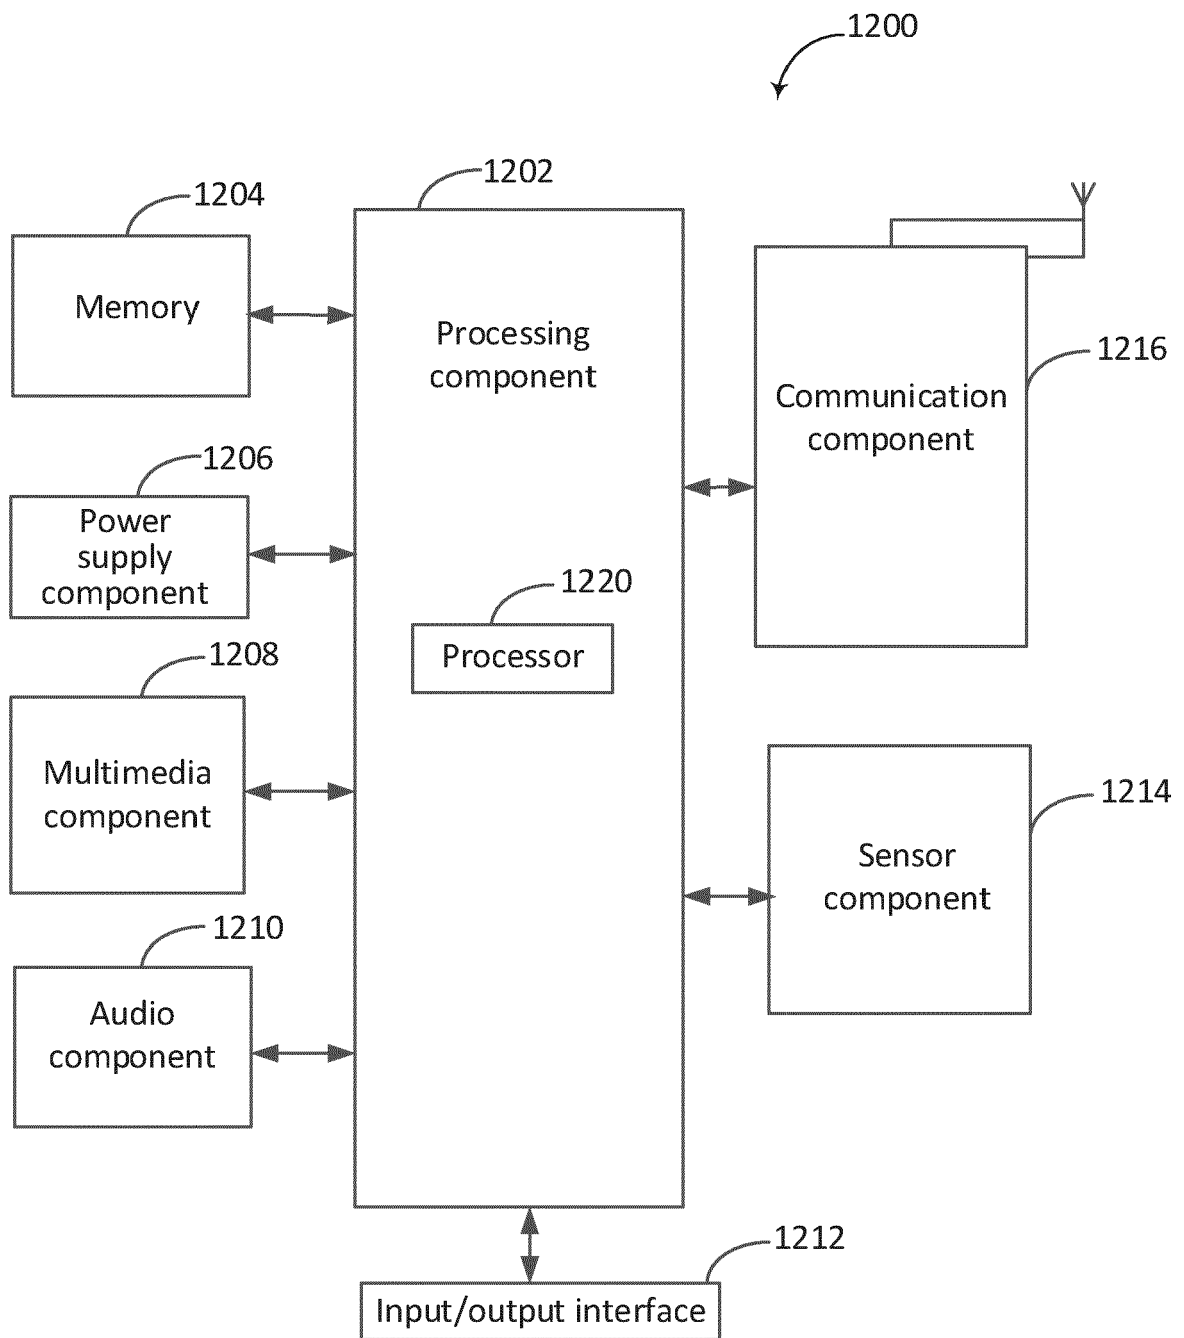 1200
1202
1204
Memory
Processing
component
1216
Communication
component
1206
Power
supply
component
1220
Processor
1208
Multimedia
component
1214
Sensor
component
1210
Audio
component
1212
Input/output interface